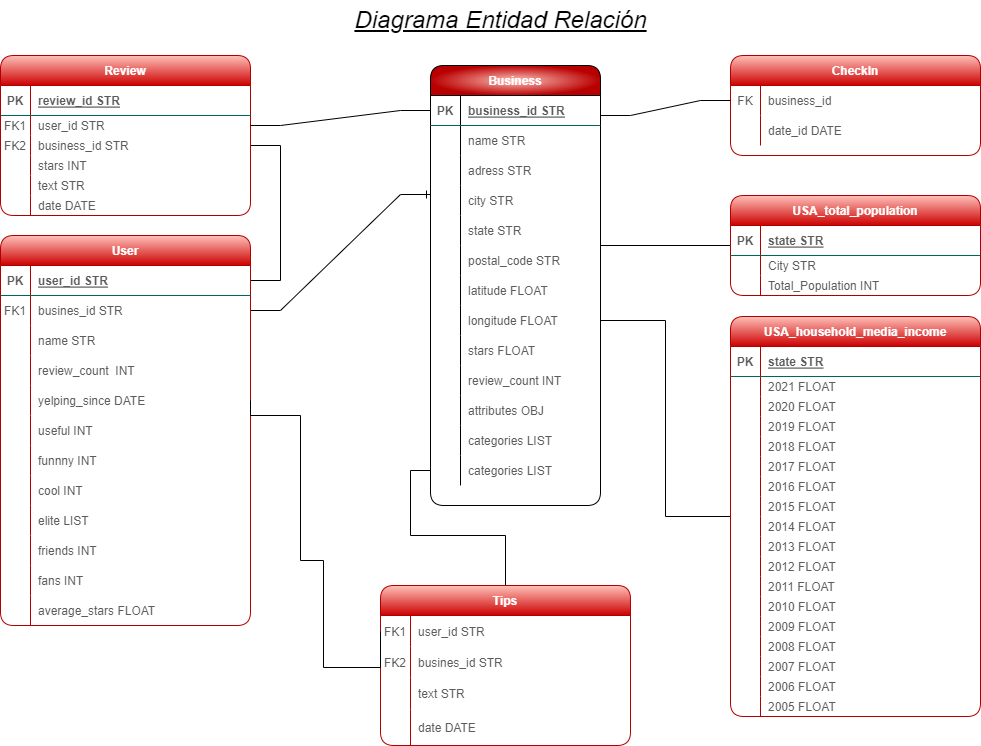 Diagrama Entidad Relación
Review
PK review_id STR
FK1 user_id STR
FK2 business_id STR
stars INT
text STR
date DATE
User
PK user_id STR
FK1 busines_id STR
name STR
review_count INT
yelping_since DATE
useful INT
funnny INT
cool INT
elite LIST
friends INT
fans INT
average_stars FLOAT
Business
PK business_id STR
name STR
adress STR
city STR
state STR
postal_code STR
latitude FLOAT
longitude FLOAT
stars FLOAT
review_count INT
attributes OBJ
categories LIST
categories LIST
Tips
FK1 user_id STR
FK2 busines_id STR
text STR
date DATE
CheckIn
FK business_id
date_id DATE
USA_total_population
PK state STR
City STR
Total_Population INT
USA_household_media_income
PK state STR
2021 FLOAT
2020 FLOAT
2019 FLOAT
2018 FLOAT
2017 FLOAT
2016 FLOAT
2015 FLOAT
2014 FLOAT
2013 FLOAT
2012 FLOAT
2011 FLOAT
2010 FLOAT
2009 FLOAT
2008 FLOAT
2007 FLOAT
2006 FLOAT
2005 FLOAT